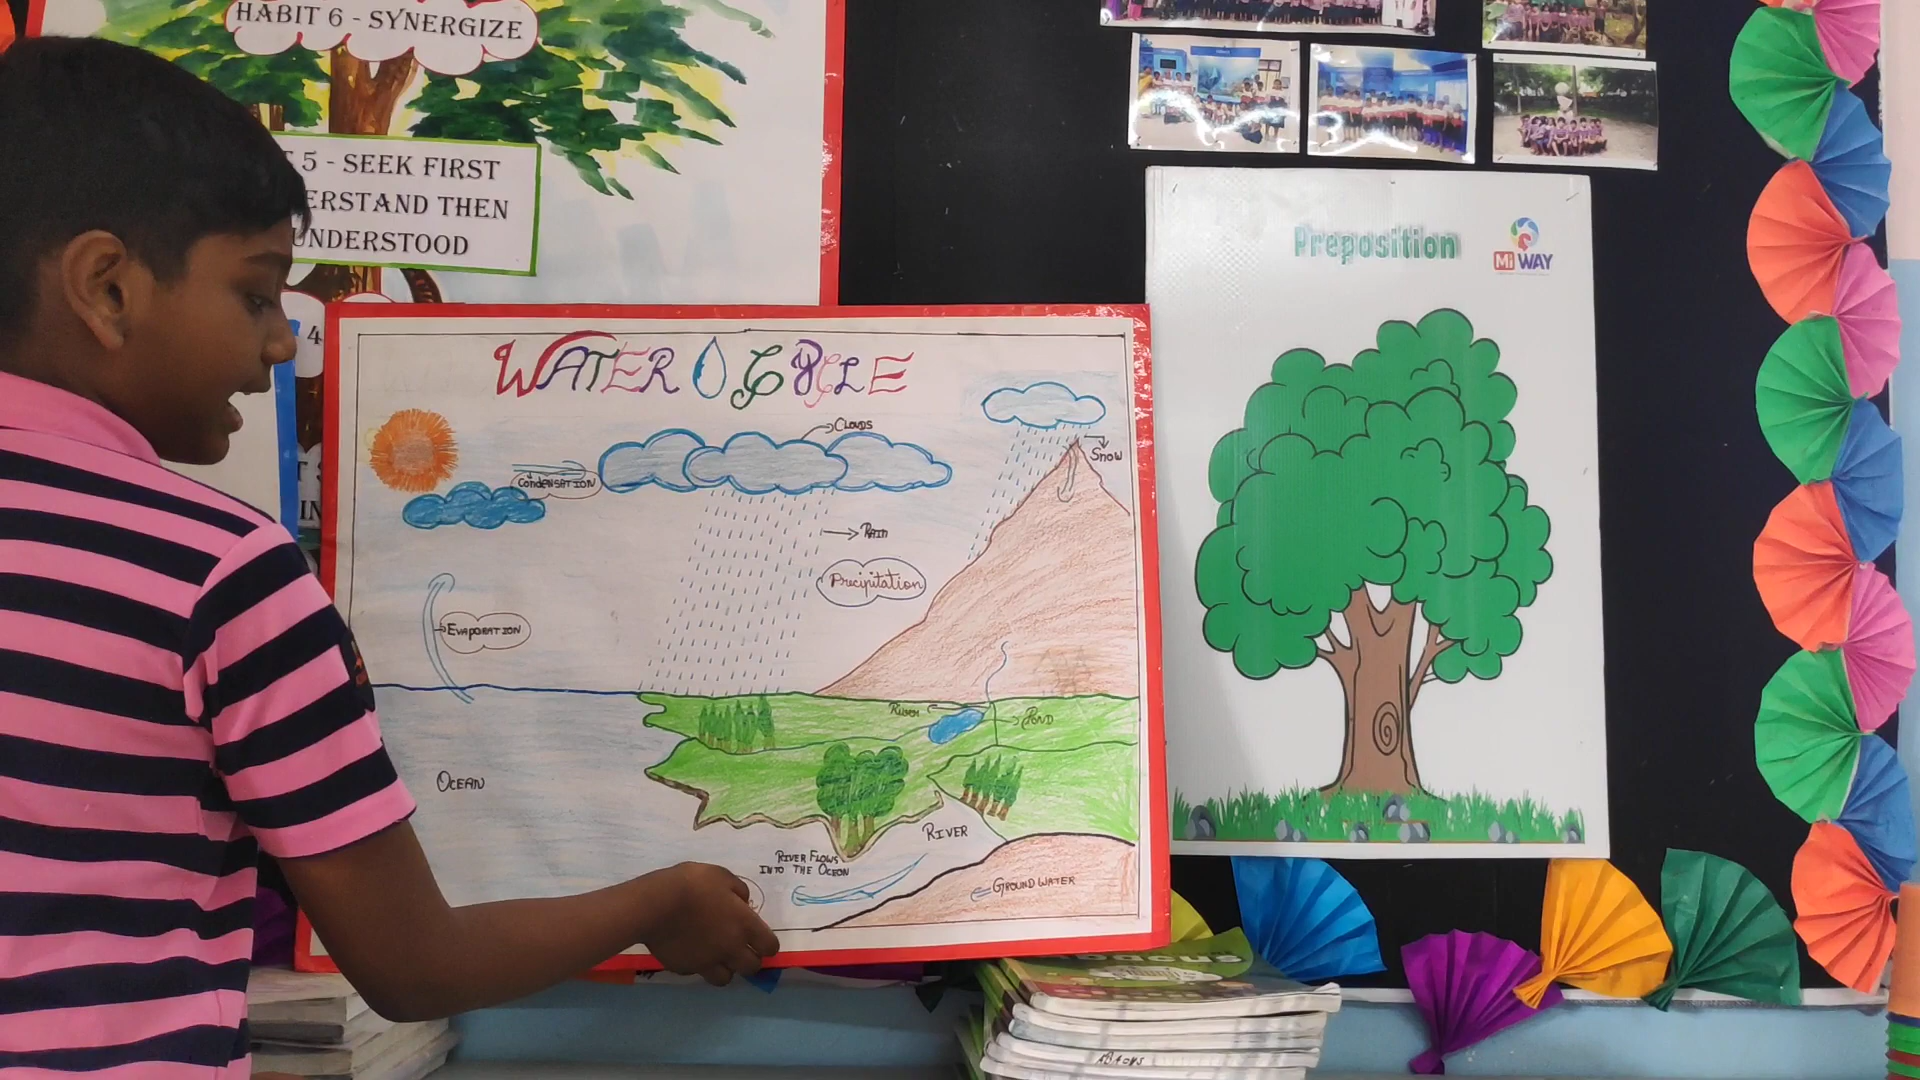 HABIT 6 - SYNERGIZE
5 - SEEK FIRST
ERSTAND THEN
UNDERSTOOD
4
WATER CYCLE
CLOUDS
SNOW
CONDENSATION
RAIN
Precipitation
EVAPORATION
RIVER
POND
OCEAN
RIVER
RIVER FLOWS
INTO THE OCEAN
GROUND WATER
Preposition
Mi WAY